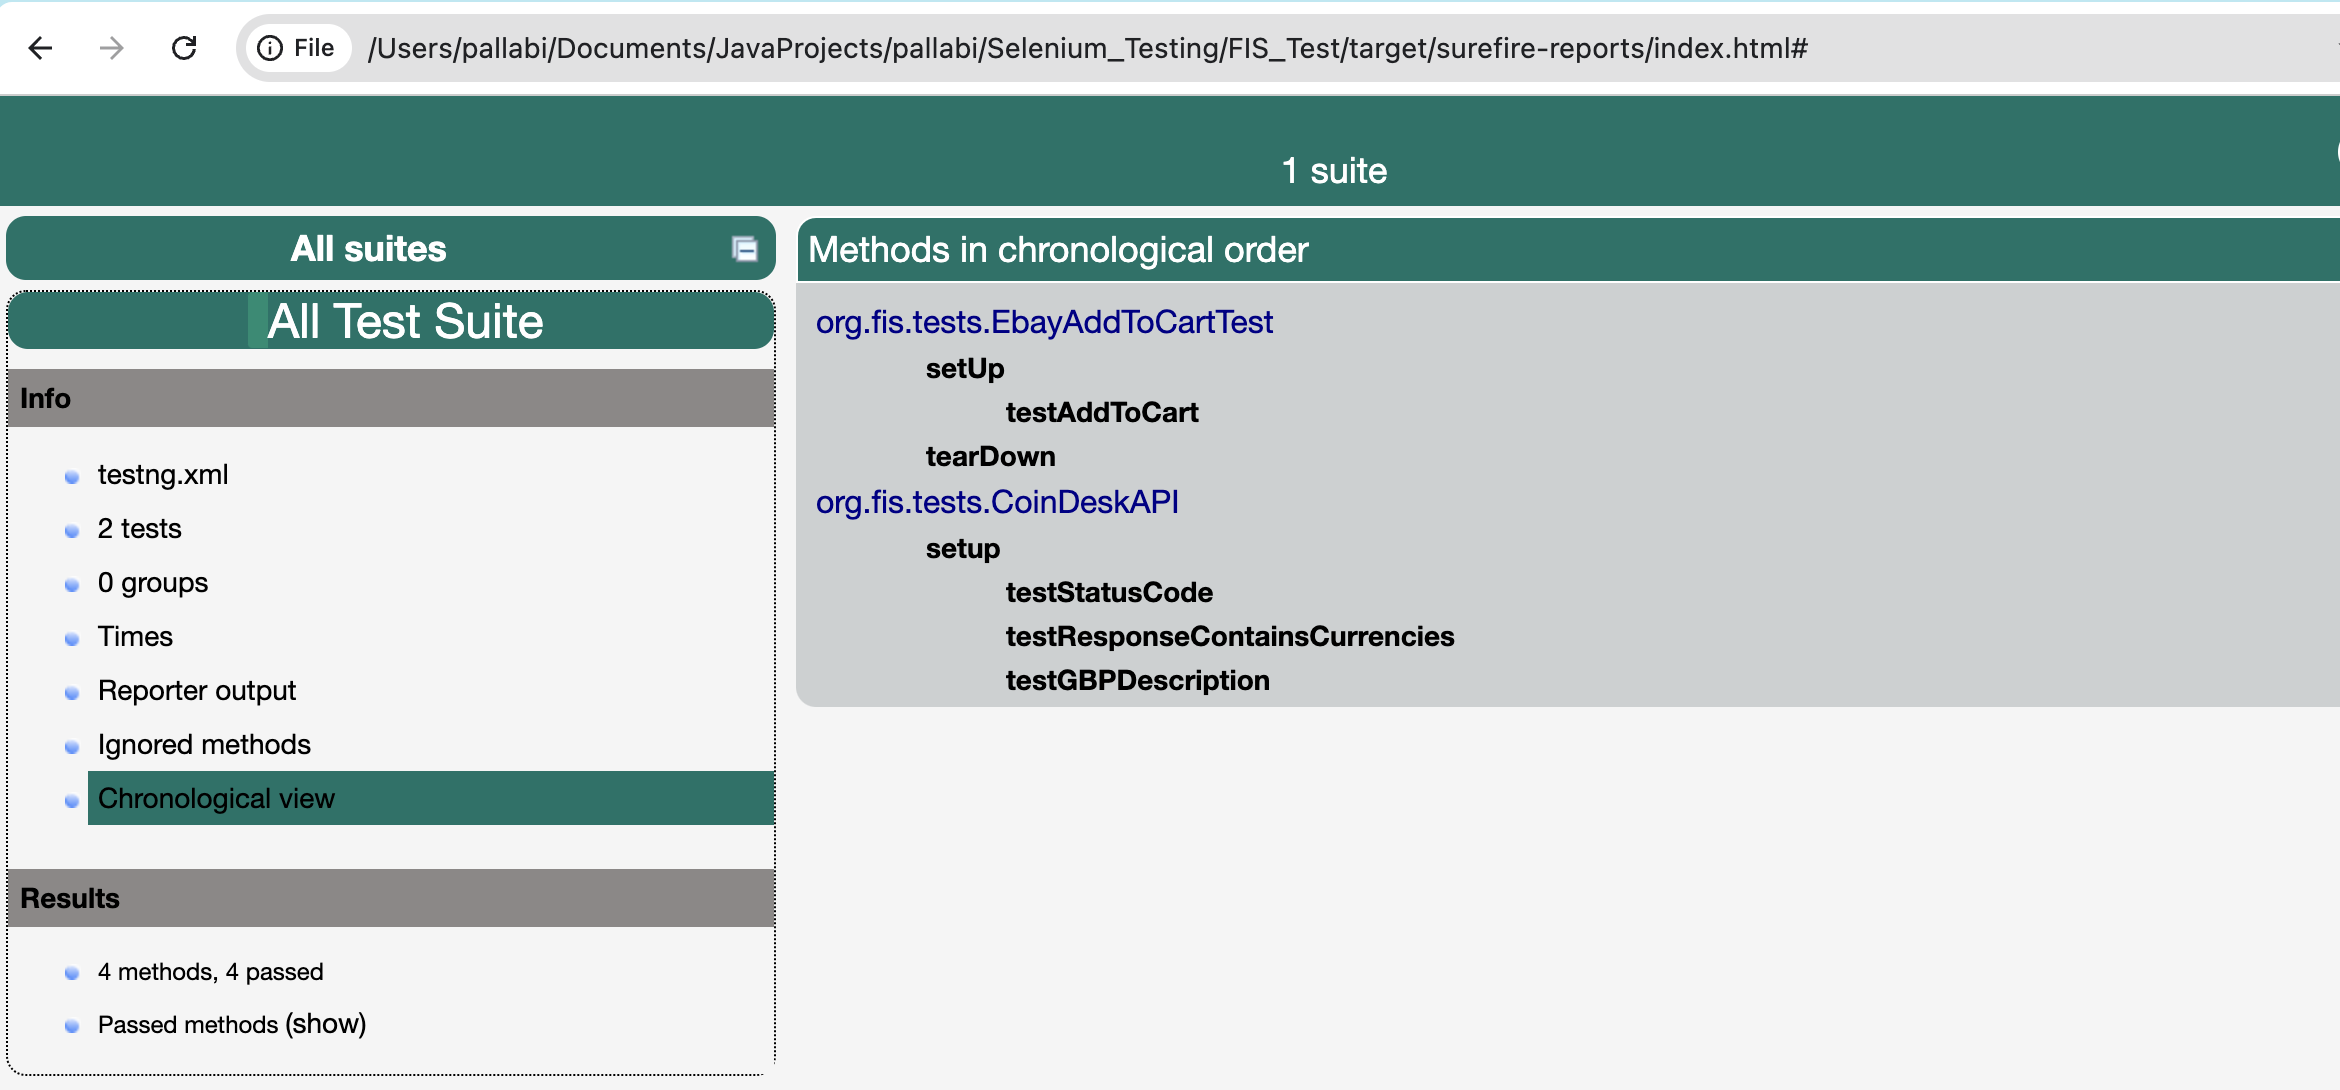 File /Users/pallabi/Documents/JavaProjects/pallabi/Selenium_Testing/FIS_Test/target/surefire-reports/index.html#
1 suite
All suites
All Test Suite
Info
testng.xml
2 tests
0 groups
Times
Reporter output
Ignored methods
Chronological view
Results
4 methods, 4 passed
Passed methods (show)
Methods in chronological order
org.fis.tests.EbayAddToCartTest
setUp
testAddToCart
tearDown
org.fis.tests.CoinDeskAPI
setup
testStatusCode
testResponseContainsCurrencies
testGBPDescription